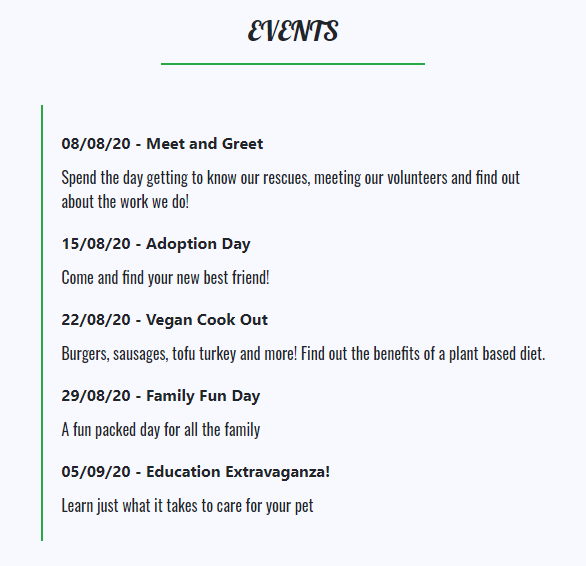 EVENTS
08/08/20 - Meet and Greet
Spend the day getting to know our rescues, meeting our volunteers and find out
about the work we do!
15/08/20 - Adoption Day
Come and find your new best friend!
22/08/20 - Vegan Cook Out
Burgers, sausages, tofu turkey and more! Find out the benefits of a plant based diet.
29/08/20 - Family Fun Day
A fun packed day for all the family
05/09/20 - Education Extravaganza!
Learn just what it takes to care for your pet